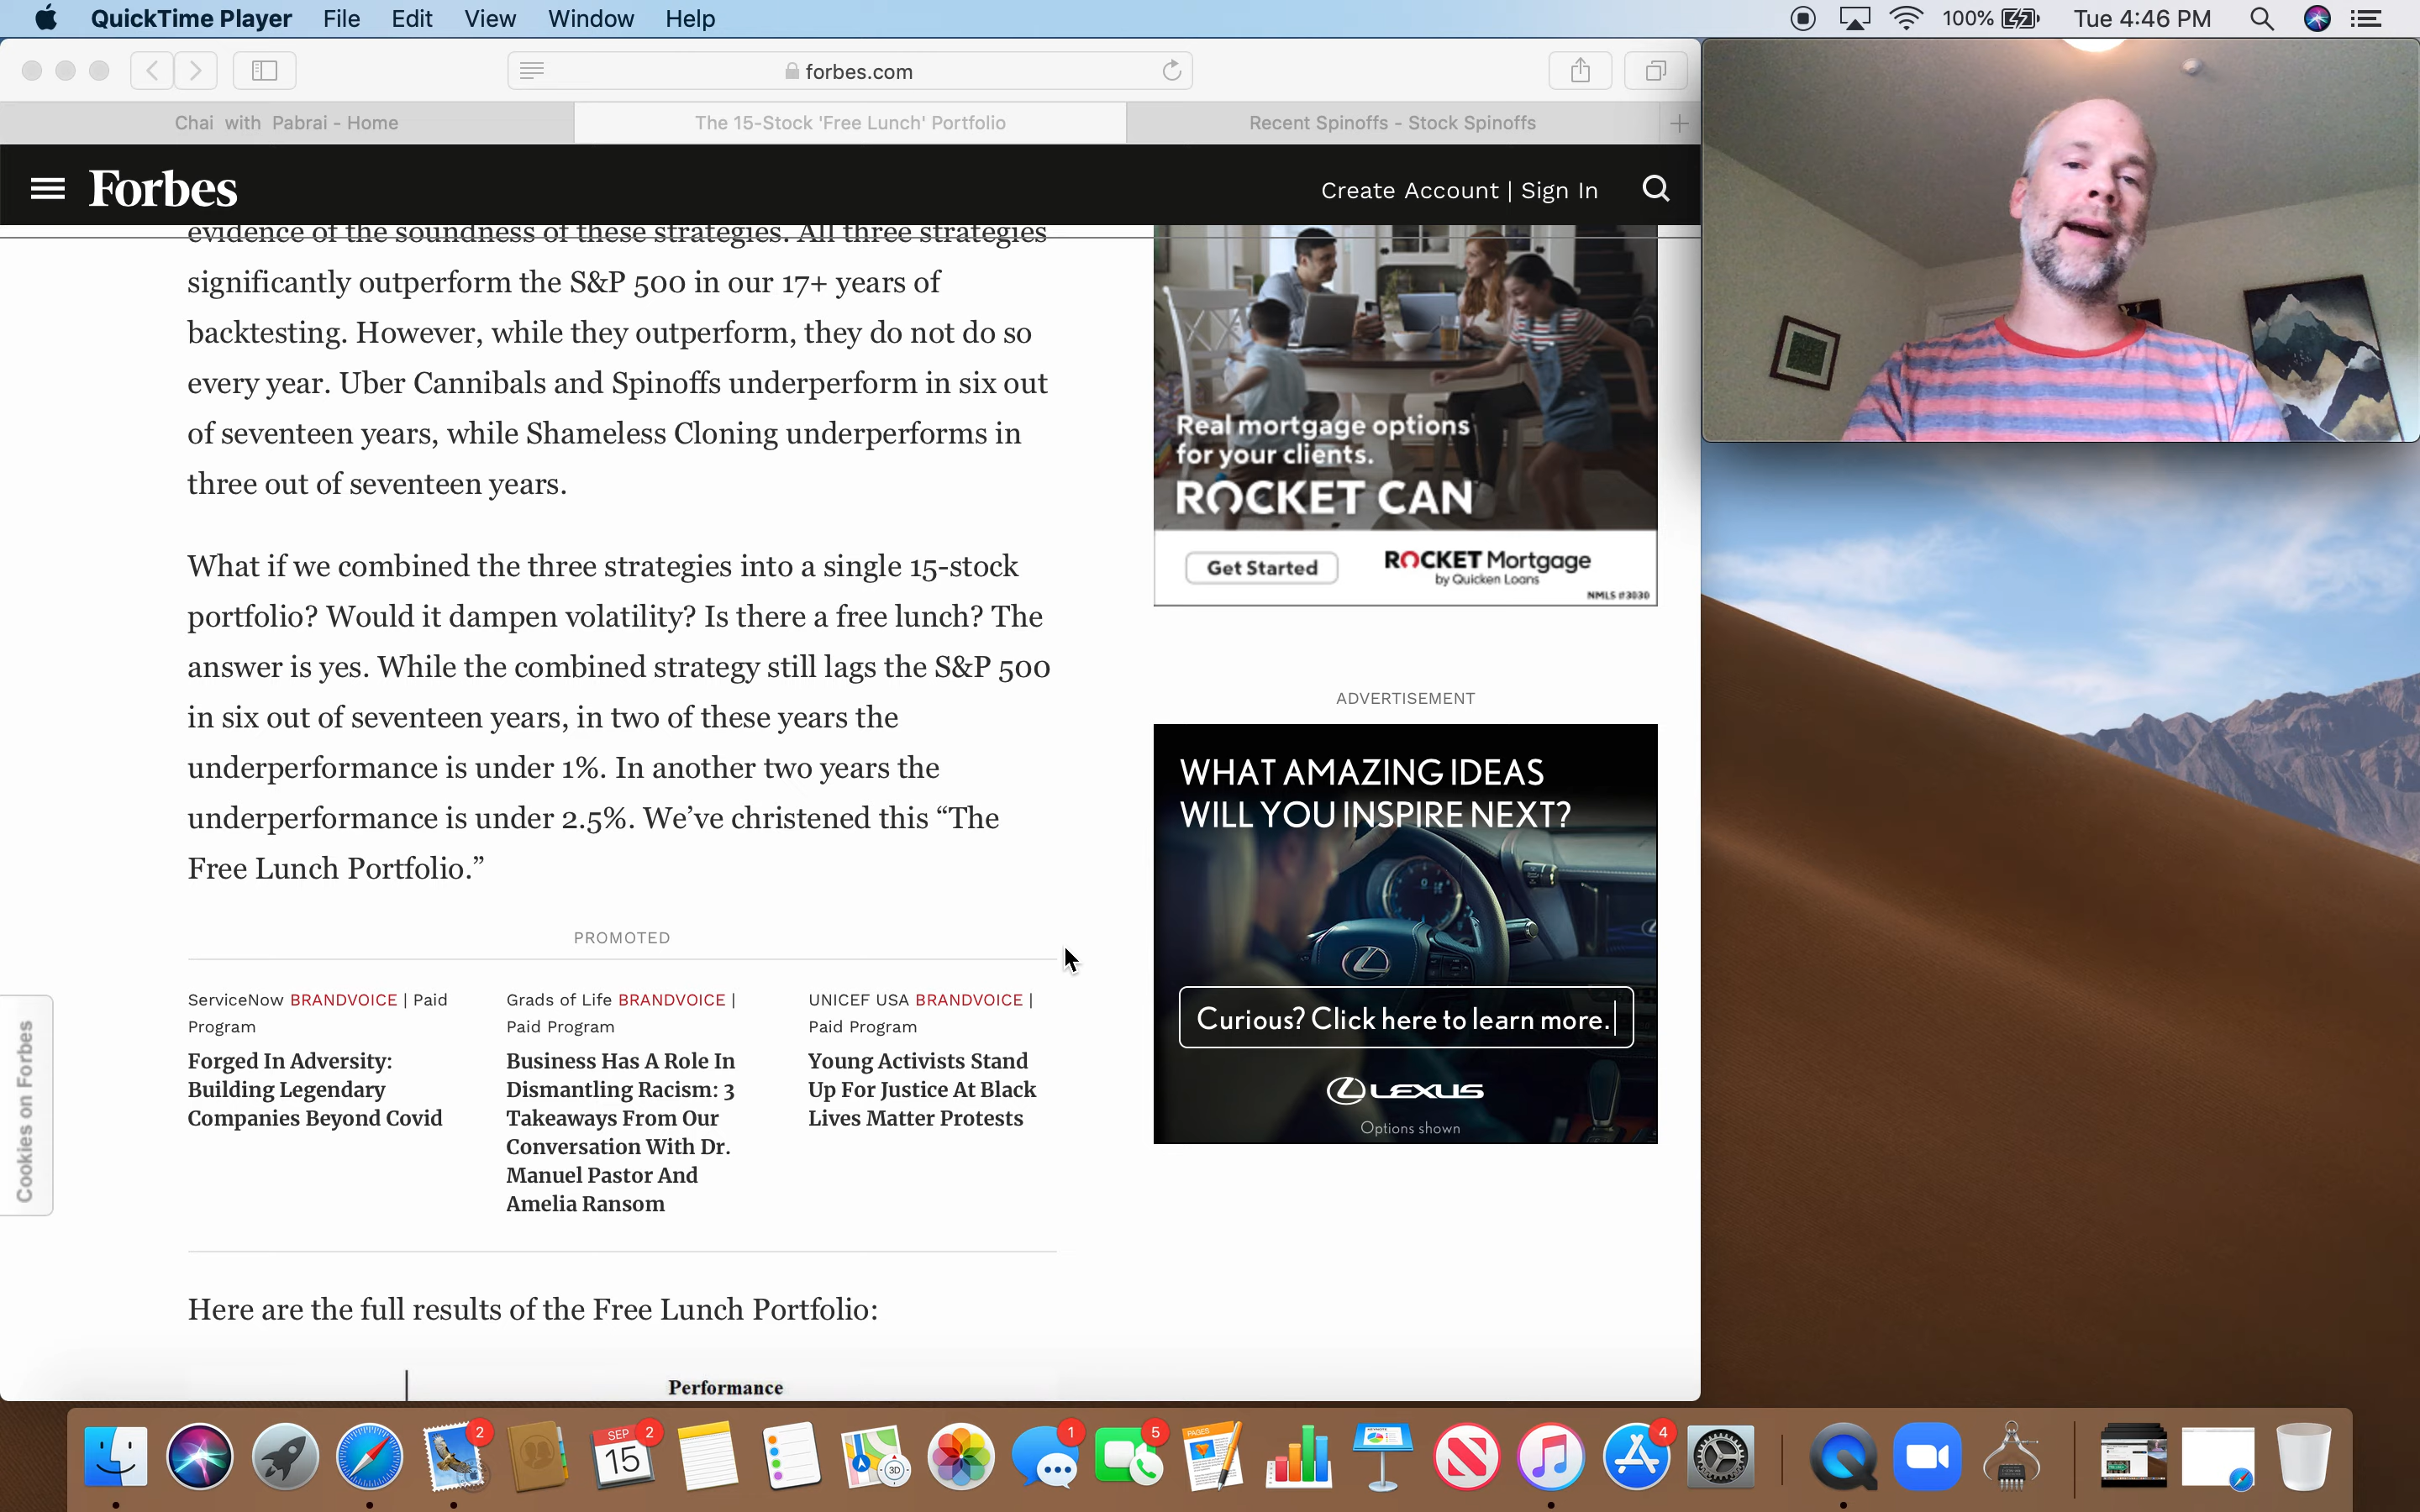 QuickTime Player File Edit View Window Help
100% Tue 4:46 PM
forbes.com
Chai with Pabrai - Home
The 15-Stock 'Free Lunch' Portfolio
Recent Spinoffs - Stock Spinoffs
Forbes
Create Account | Sign In
evidence of the soundness of these strategies. All three strategies
significantly outperform the S&P 500 in our 17+ years of
backtesting. However, while they outperform, they do not do so
every year. Uber Cannibals and Spinoffs underperform in six out
of seventeen years, while Shameless Cloning underperforms in
three out of seventeen years.
What if we combined the three strategies into a single 15-stock
portfolio? Would it dampen volatility? Is there a free lunch? The
answer is yes. While the combined strategy still lags the S&P 500
in six out of seventeen years, in two of these years the
underperformance is under 1%. In another two years the
underperformance is under 2.5%. We’ve christened this “The
Free Lunch Portfolio.”
PROMOTED
ServiceNow BRANDVOICE | Paid
Program
Forged In Adversity:
Building Legendary
Companies Beyond Covid
Grads of Life BRANDVOICE |
Paid Program
Business Has A Role In
Dismantling Racism: 3
Takeaways From Our
Conversation With Dr.
Manuel Pastor And
Amelia Ransom
UNICEF USA BRANDVOICE |
Paid Program
Young Activists Stand
Up For Justice At Black
Lives Matter Protests
Here are the full results of the Free Lunch Portfolio:
Performance
Cookies on Forbes
Real mortgage options
for your clients.
ROCKET CAN
Get Started
ROCKET Mortgage
by Quicken Loans
NMLS #3030
ADVERTISEMENT
WHAT AMAZING IDEAS
WILL YOU INSPIRE NEXT?
Curious? Click here to learn more.
LEXUS
Options shown
2
SEP
15
2
3D
1
5
PAGES
4